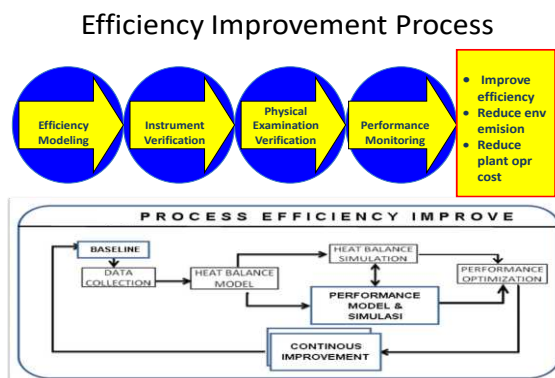 Efficiency Improvement Process
Efficiency
Modeling
Instrument
Verification
Physical
Examination
Verification
Performance
Monitoring
• Improve
efficiency
• Reduce env
emision
• Reduce
plant opr
cost
PROCESS EFFICIENCY IMPROVE
BASELINE
DATA
COLLECTION
HEAT BALANCE
MODEL
HEAT BALANCE
SIMULATION
PERFORMANCE
MODEL &
SIMULASI
PERFORMANCE
OPTIMIZATION
CONTINOUS
IMPROVEMENT